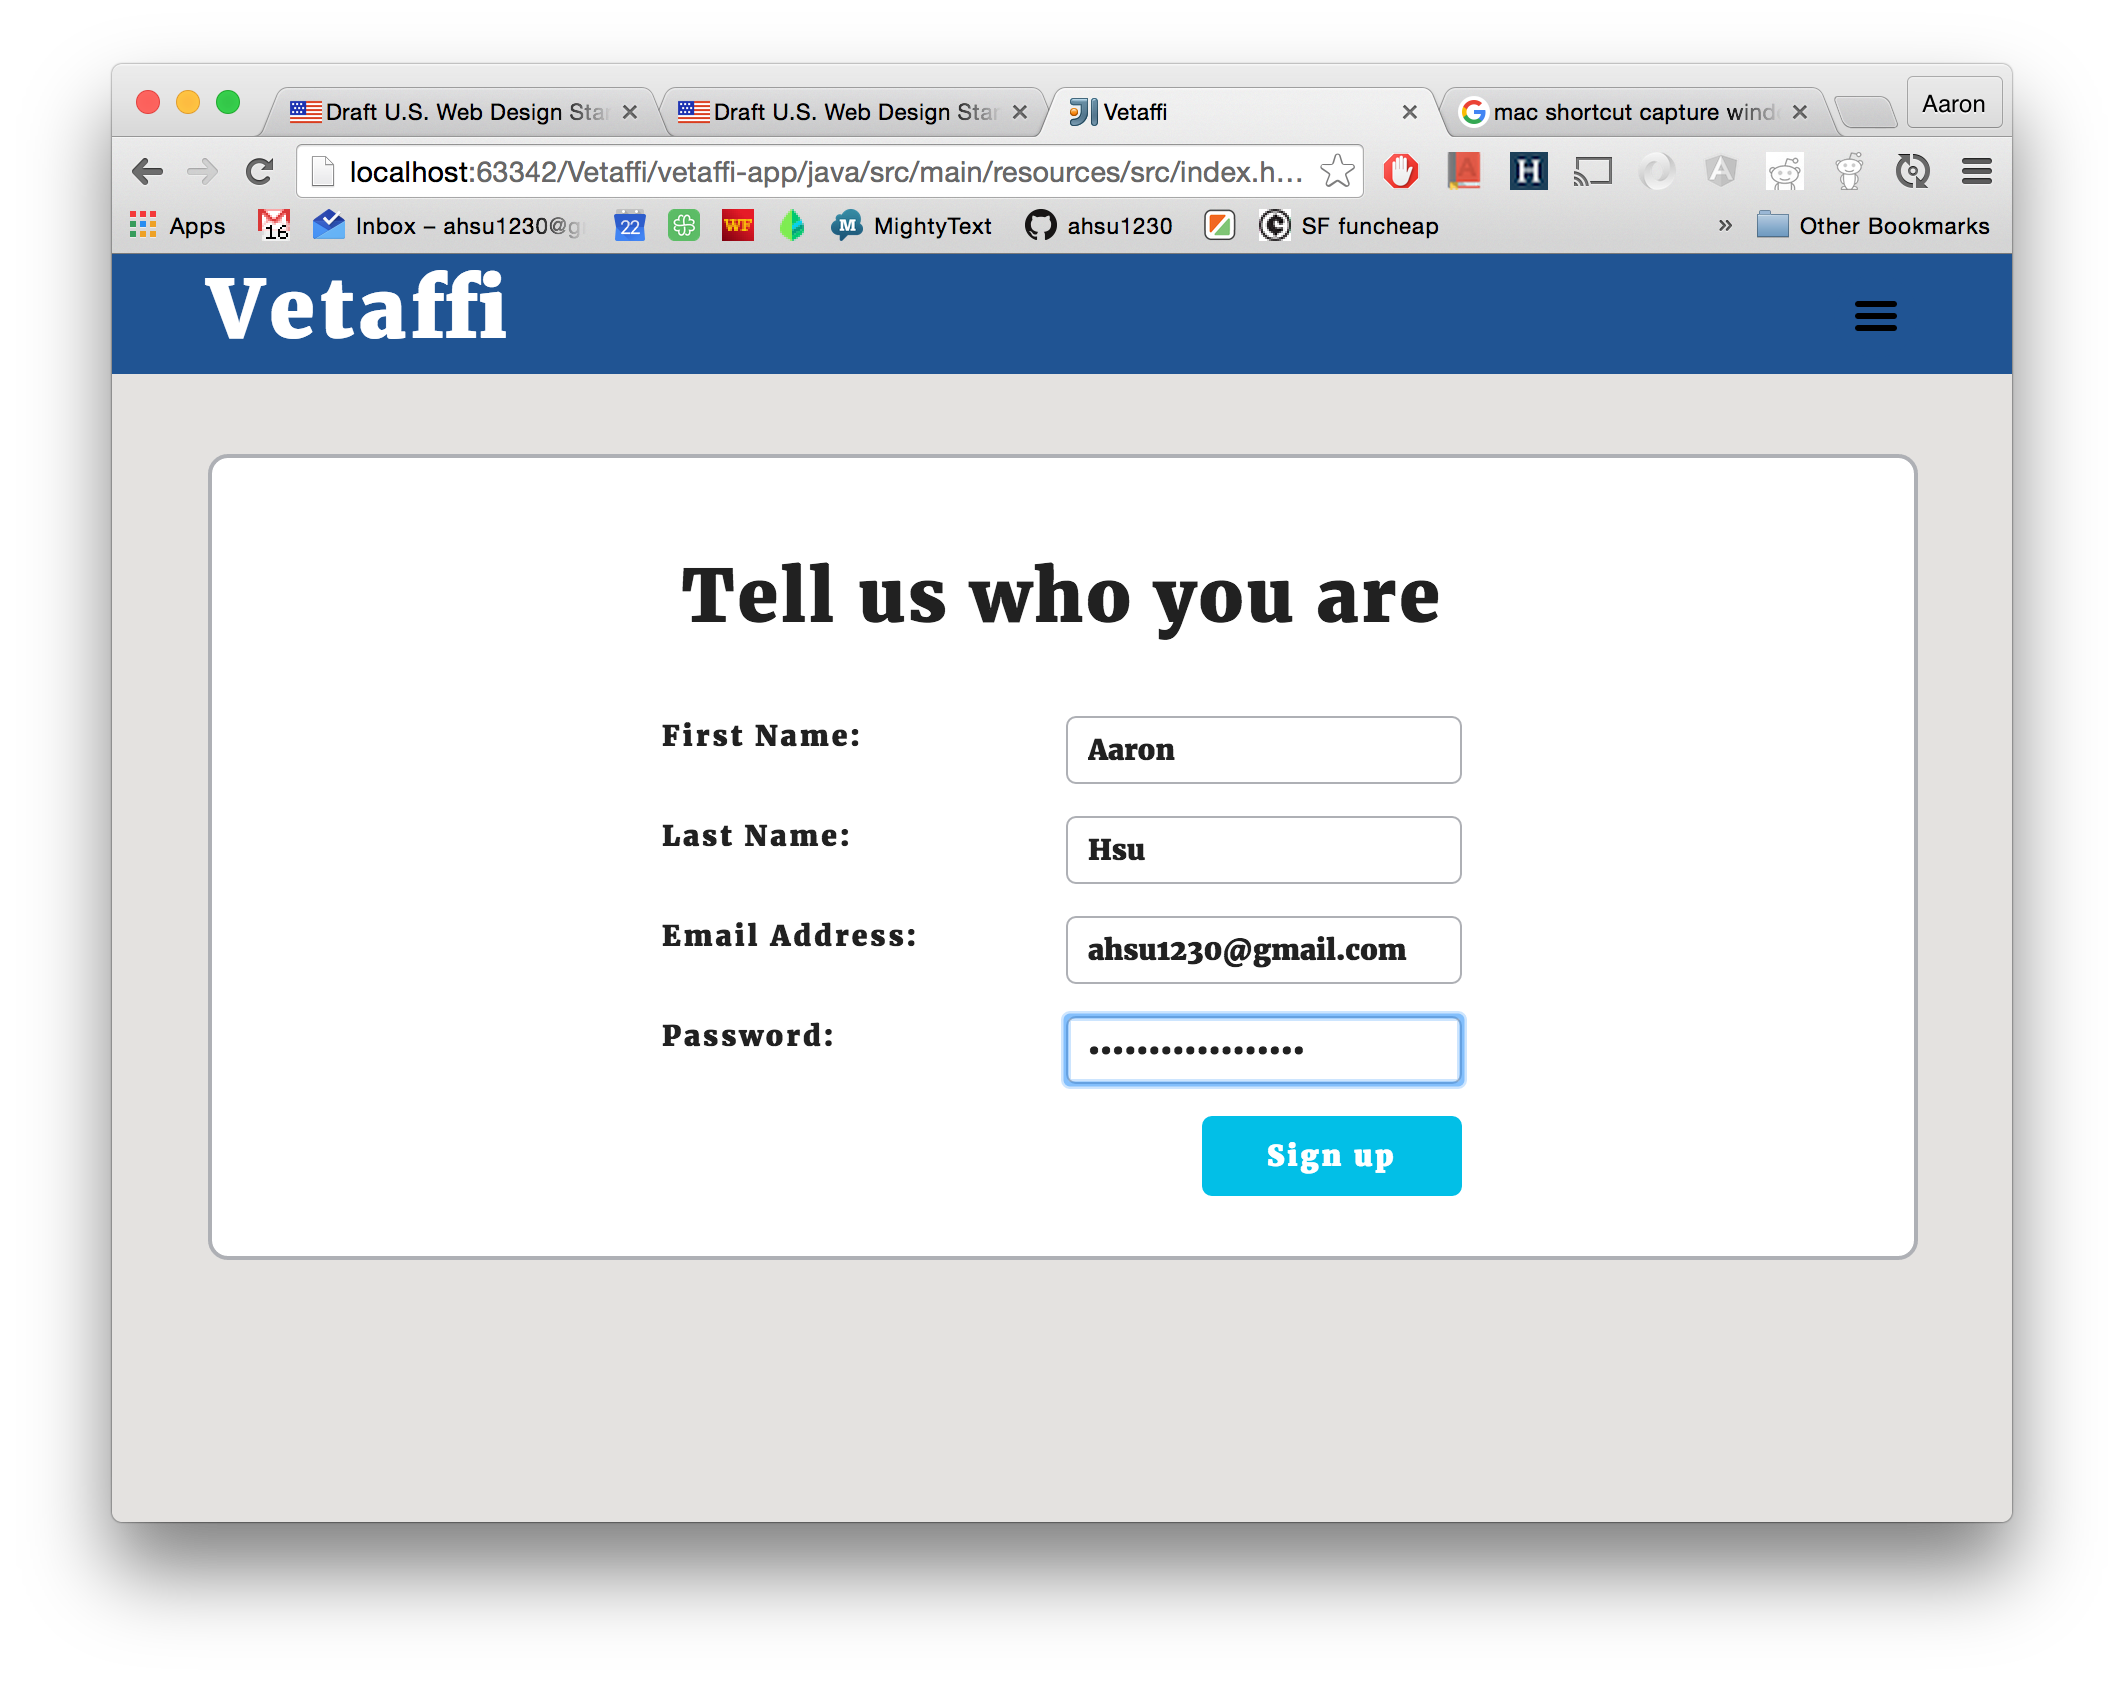 Draft U.S. Web Design Star
Draft U.S. Web Design Star
Vetaffi
mac shortcut capture wind
Aaron
localhost:63342/Vetaffi/vetaffi-app/java/src/main/resources/src/index.h...
Apps
16
Inbox – ahsu1230@g
22
WF
M
MightyText
ahsu1230
SF funcheap
»
Other Bookmarks
Vetaffi
Tell us who you are
First Name:
Aaron
Last Name:
Hsu
Email Address:
ahsu1230@gmail.com
Password:
••••••••••••••••••
Sign up